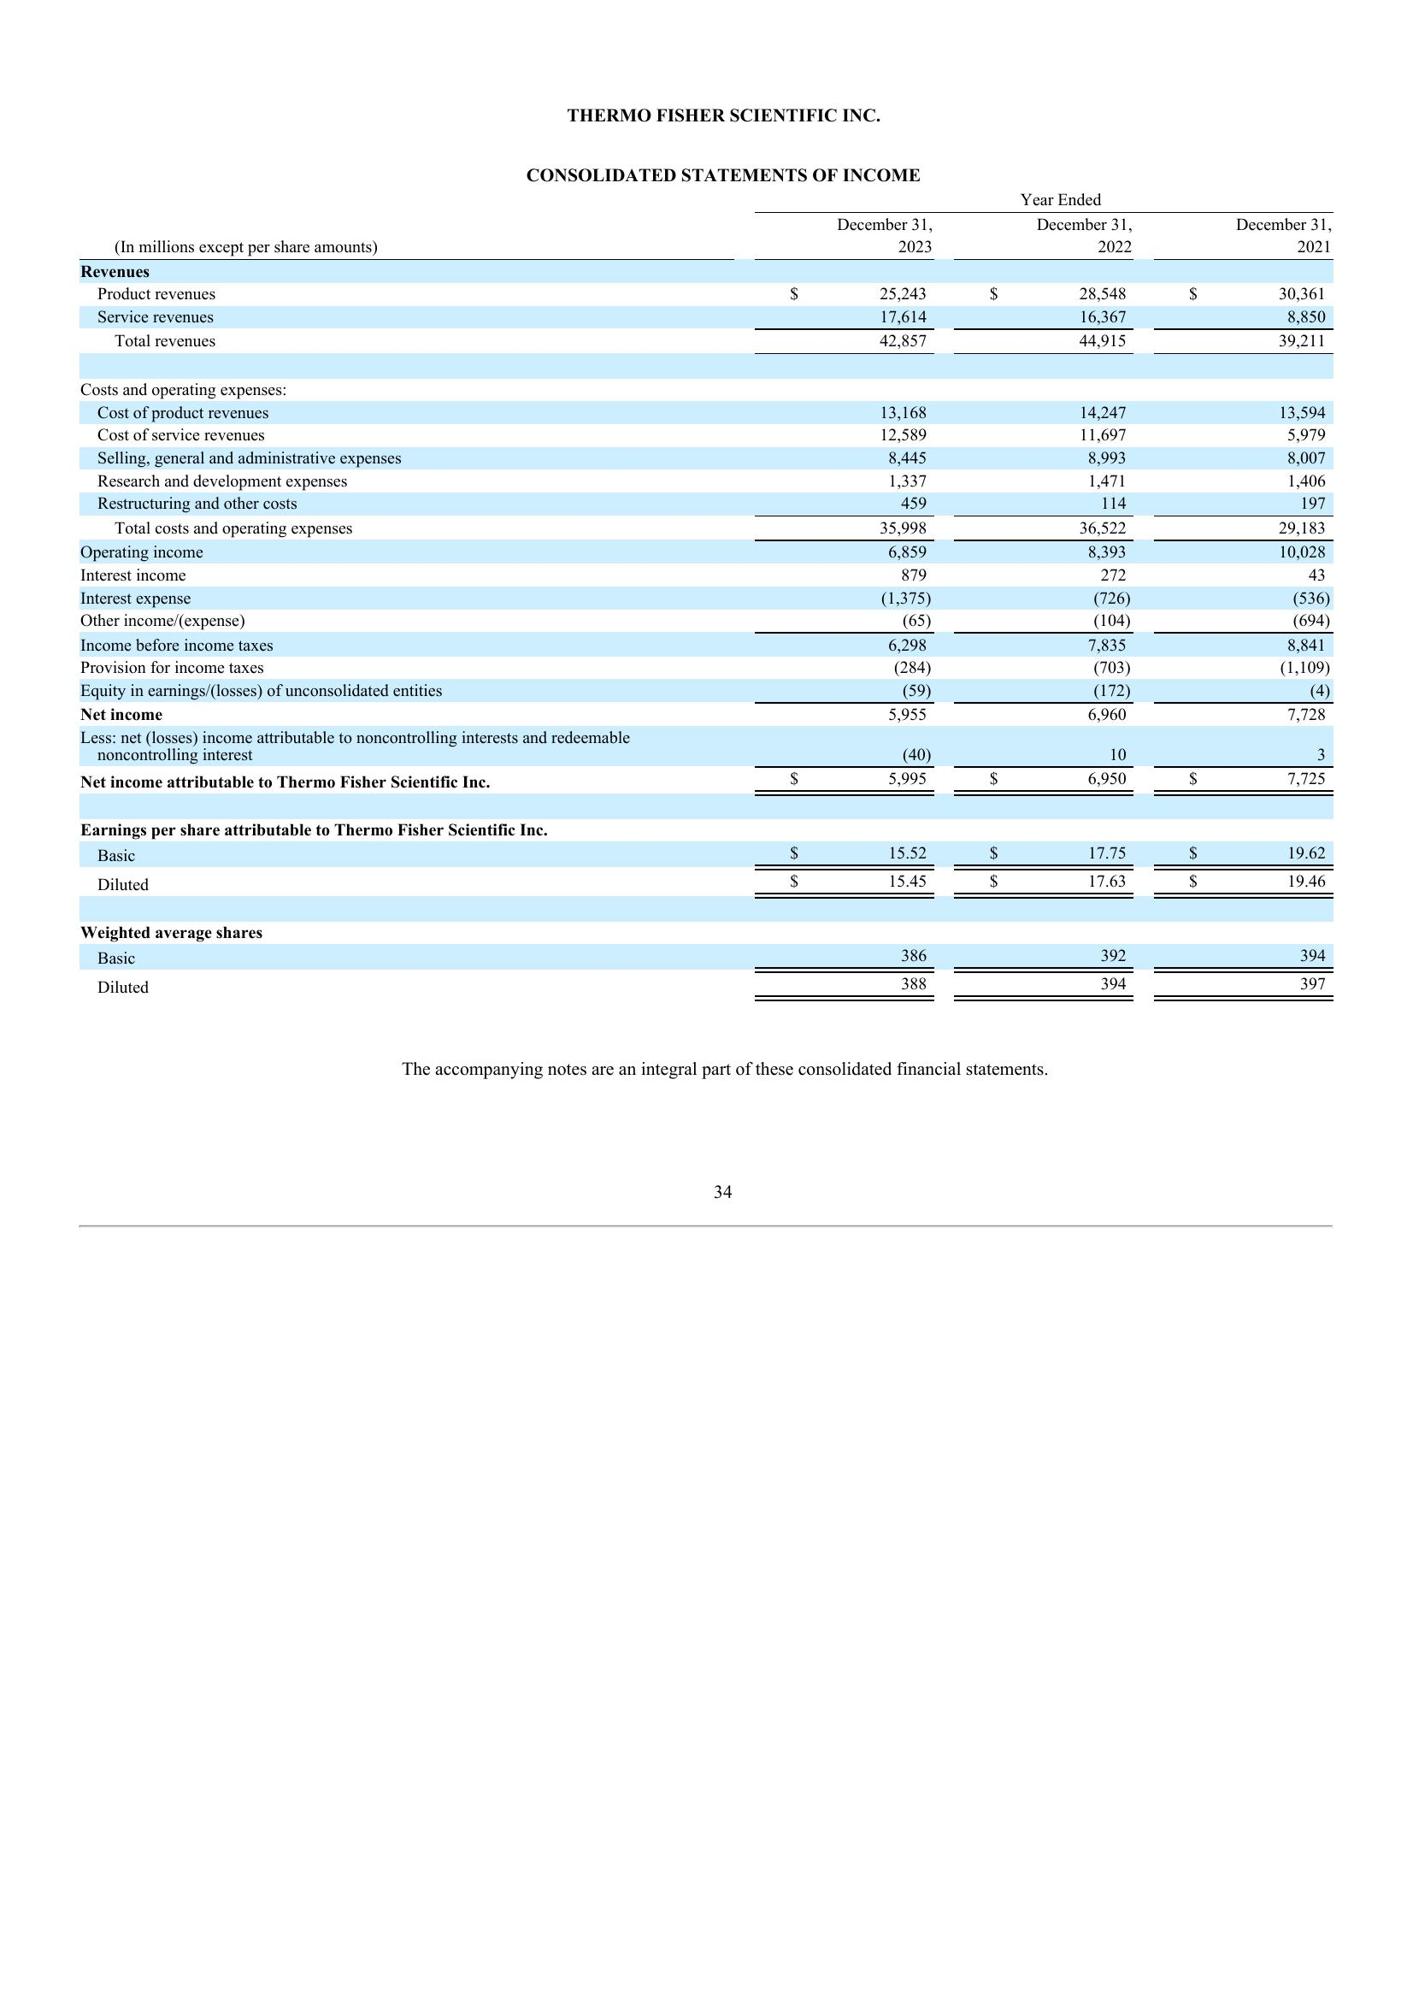 THERMO FISHER SCIENTIFIC INC.
CONSOLIDATED STATEMENTS OF INCOME
Year Ended
(In millions except per share amounts) December 31, 2023 December 31, 2022 December 31, 2021
Revenues
Product revenues $ 25,243 $ 28,548 $ 30,361
Service revenues 17,614 16,367 8,850
Total revenues 42,857 44,915 39,211
Costs and operating expenses:
Cost of product revenues 13,168 14,247 13,594
Cost of service revenues 12,589 11,697 5,979
Selling, general and administrative expenses 8,445 8,993 8,007
Research and development expenses 1,337 1,471 1,406
Restructuring and other costs 459 114 197
Total costs and operating expenses 35,998 36,522 29,183
Operating income 6,859 8,393 10,028
Interest income 879 272 43
Interest expense (1,375) (726) (536)
Other income/(expense) (65) (104) (694)
Income before income taxes 6,298 7,835 8,841
Provision for income taxes (284) (703) (1,109)
Equity in earnings/(losses) of unconsolidated entities (59) (172) (4)
Net income 5,955 6,960 7,728
Less: net (losses) income attributable to noncontrolling interests and redeemable
noncontrolling interest (40) 10 3
Net income attributable to Thermo Fisher Scientific Inc. $ 5,995 $ 6,950 $ 7,725
Earnings per share attributable to Thermo Fisher Scientific Inc.
Basic $ 15.52 $ 17.75 $ 19.62
Diluted $ 15.45 $ 17.63 $ 19.46
Weighted average shares
Basic 386 392 394
Diluted 388 394 397
The accompanying notes are an integral part of these consolidated financial statements.
34